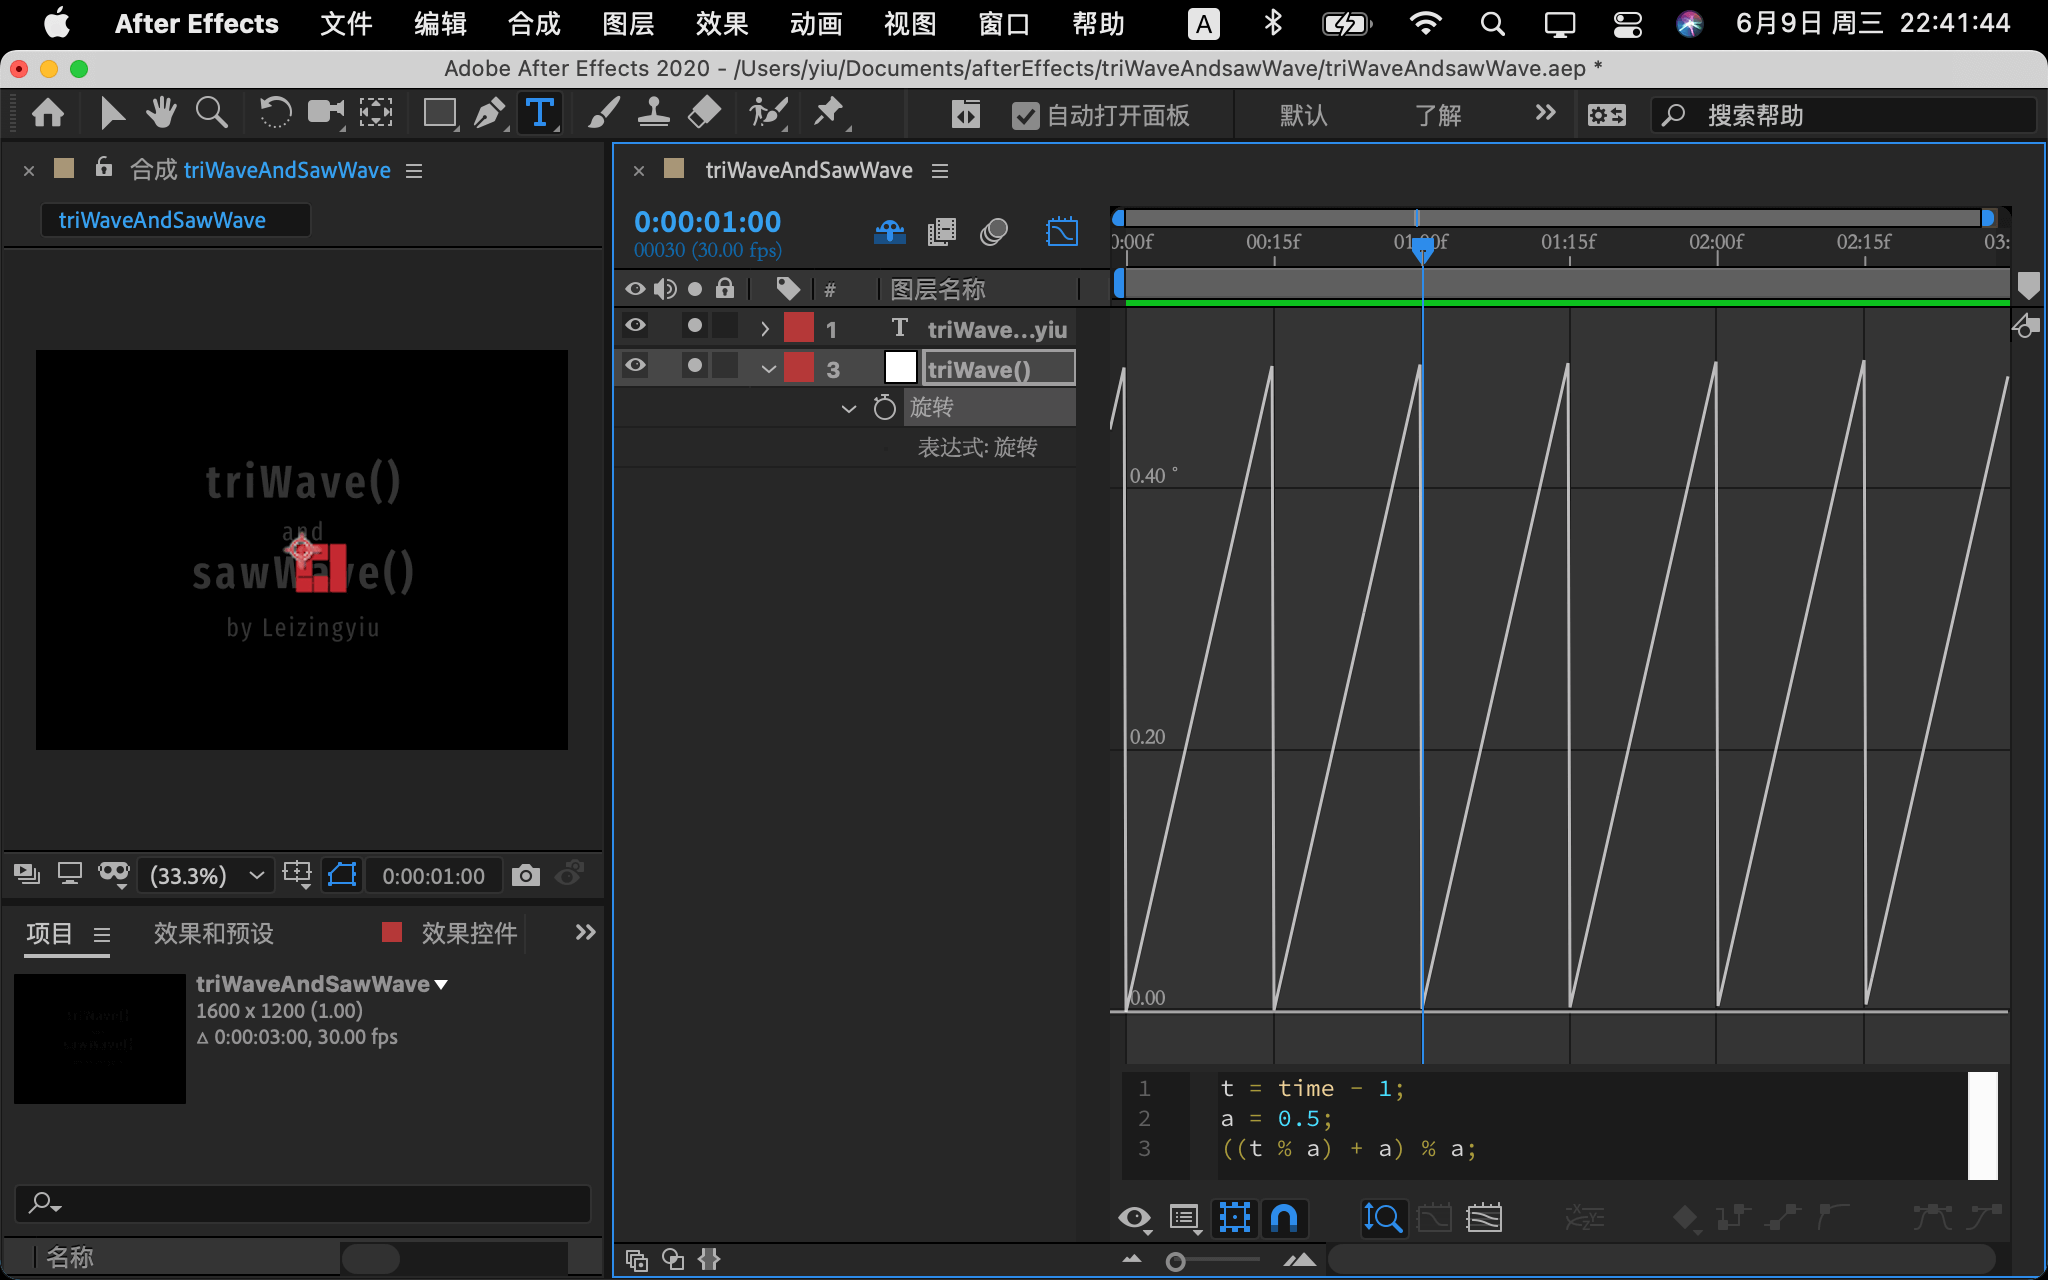 After Effects 文件 编辑 合成 图层 效果 动画 视图 窗口 帮助 A 6月9日 周三 22:41:44
Adobe After Effects 2020 - /Users/yiu/Documents/afterEffects/triWaveAndsawWave/triWaveAndsawWave.aep *
T 自动打开面板 默认 了解 搜索帮助
合成 triWaveAndSawWave
triWaveAndSawWave
triWave()
and
sawWave()
by Leizingyiu
(33.3%) 0:00:01:00
项目 效果和预设 效果控件
triWaveAndSawWave
1600 x 1200 (1.00)
Δ 0:00:03:00, 30.00 fps
名称
triWaveAndSawWave
0:00:01:00
00030 (30.00 fps)
# 图层名称
1 T triWave...yiu
3 triWave()
旋转
表达式: 旋转
0:00f 00:15f 01:00f 01:15f 02:00f 02:15f 03:
0.40 °
0.20
0.00
1 t = time - 1;
2 a = 0.5;
3 ((t % a) + a) % a;